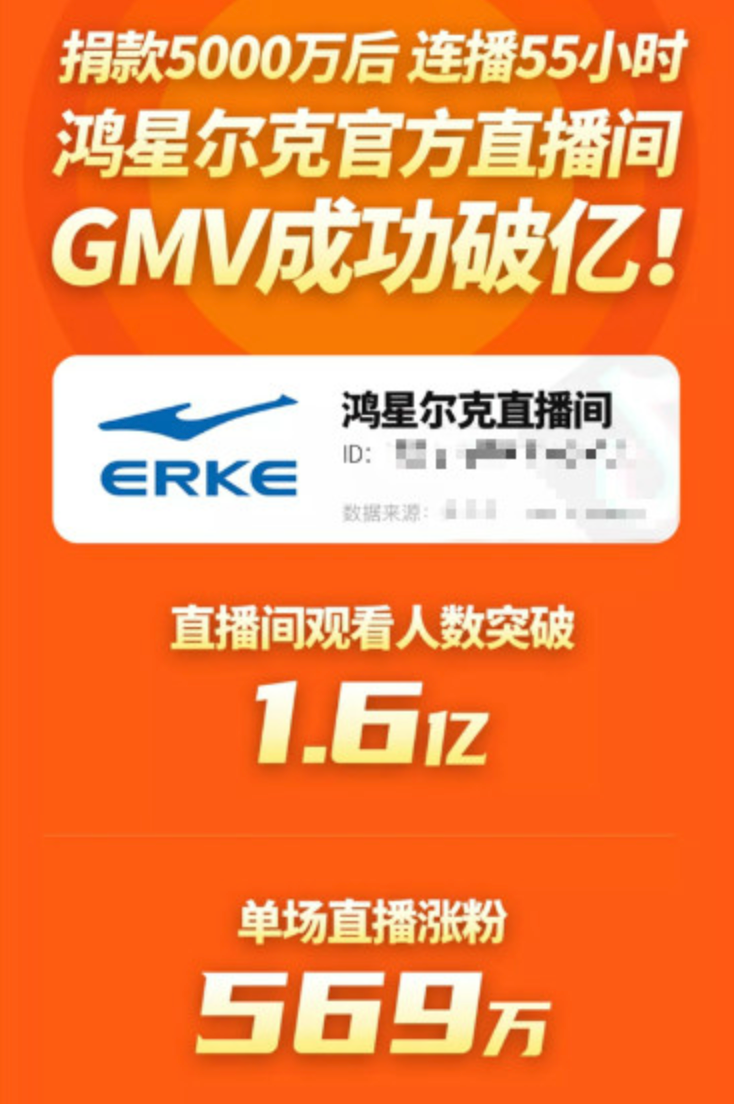 捐款5000万后 连播55小时
鸿星尔克官方直播间
GMV成功破亿!
ERKE
鸿星尔克直播间
ID:
数据来源:
直播间观看人数突破
1.6亿
单场直播涨粉
569万